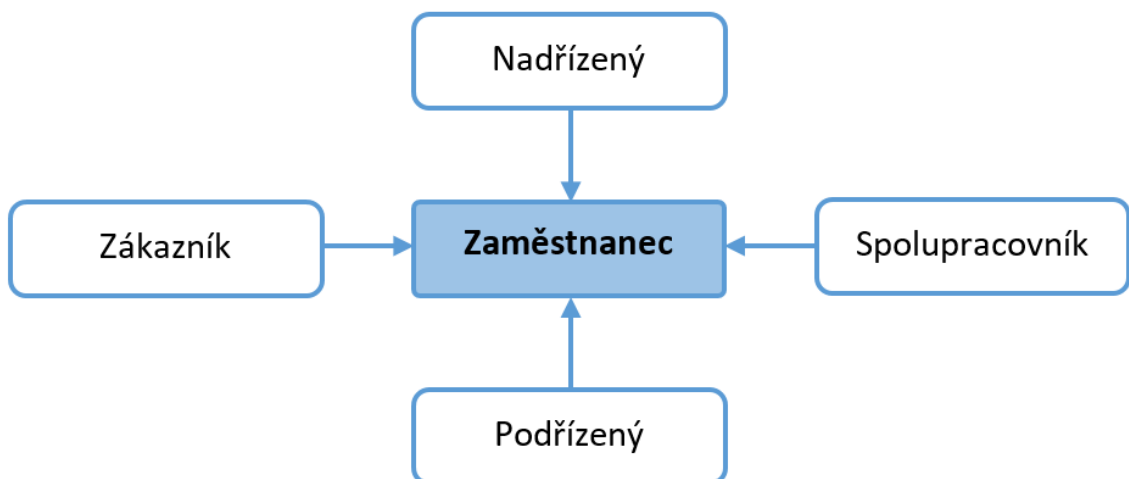 Nadřízený
Zákazník
Zaměstnanec
Spolupracovník
Podřízený